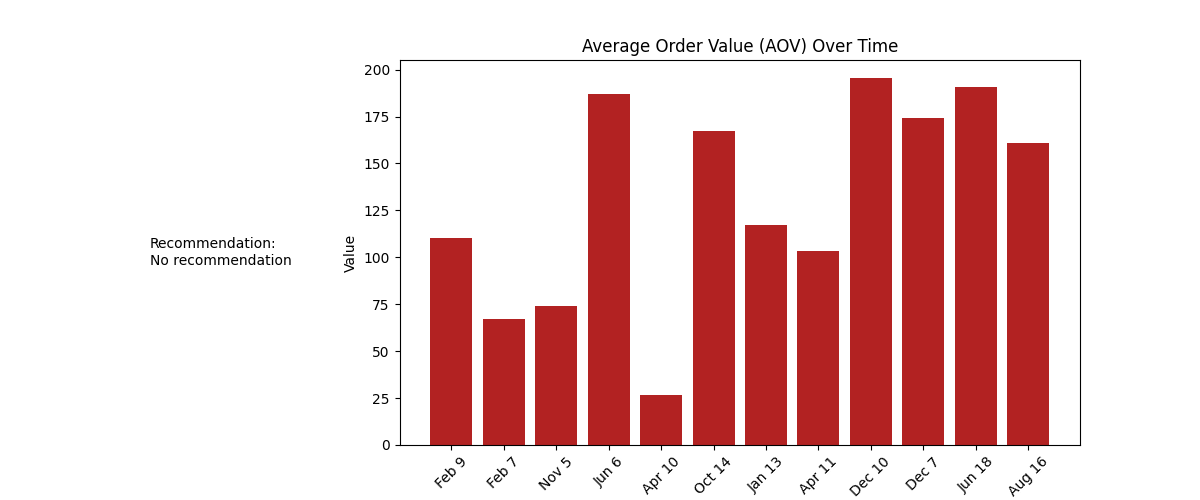 Average Order Value (AOV) Over Time
200
175
150
125
100
75
50
25
0
Value
Recommendation:
No recommendation
Feb 9
Feb 7
Nov 5
Jun 6
Apr 10
Oct 14
Jan 13
Apr 11
Dec 10
Dec 7
Jun 18
Aug 16